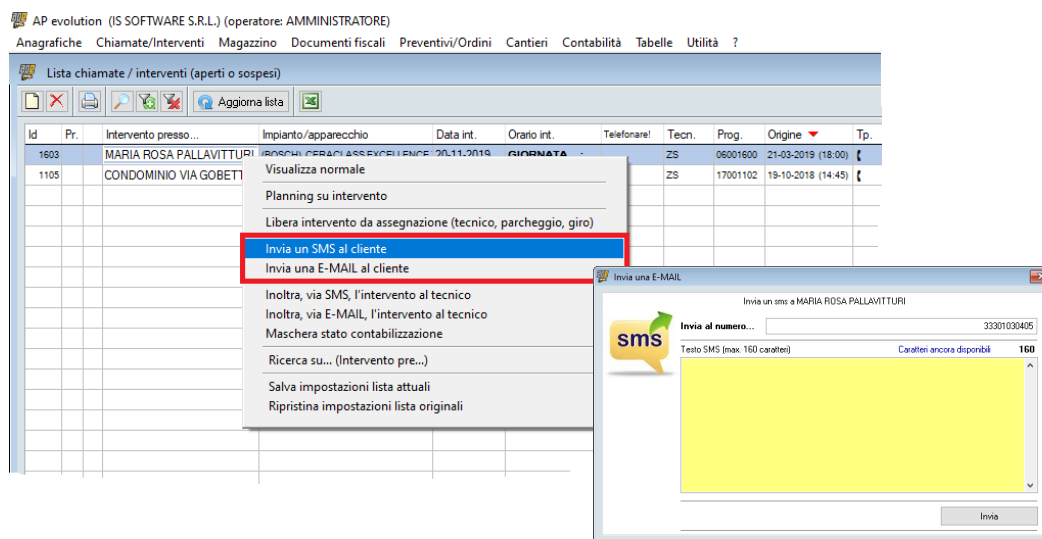 AP evolution (IS SOFTWARE S.R.L.) (operatore: AMMINISTRATORE)
Anagrafiche Chiamate/Interventi Magazzino Documenti fiscali Preventivi/Ordini Cantieri Contabilità Tabelle Utilità ?
Lista chiamate / interventi (aperti o sospesi)
Aggiorna lista
Id Pr. Intervento presso... Impianto/apparecchio Data int. Orario int. Telefonare! Tecn. Prog. Origine Tp.
1603 MARIA ROSA PALLAVITTURI (BOSCH) CERACLASS EXCELLENCE 20-11-2019 GIORNATA ZS 06001600 21-03-2019 (18:00)
1105 CONDOMINIO VIA GOBETT ZS 17001102 19-10-2018 (14:45)
Visualizza normale
Planning su intervento
Libera intervento da assegnazione (tecnico, parcheggio, giro)
Invia un SMS al cliente
Invia una E-MAIL al cliente
Inoltra, via SMS, l'intervento al tecnico
Inoltra, via E-MAIL, l'intervento al tecnico
Maschera stato contabilizzazione
Ricerca su... (Intervento pre...)
Salva impostazioni lista attuali
Ripristina impostazioni lista originali
Invia una E-MAIL
Invia un sms a MARIA ROSA PALLAVITTURI
sms
Invia al numero... 33301030405
Testo SMS (max. 160 caratteri) Caratteri ancora disponibili 160
Invia